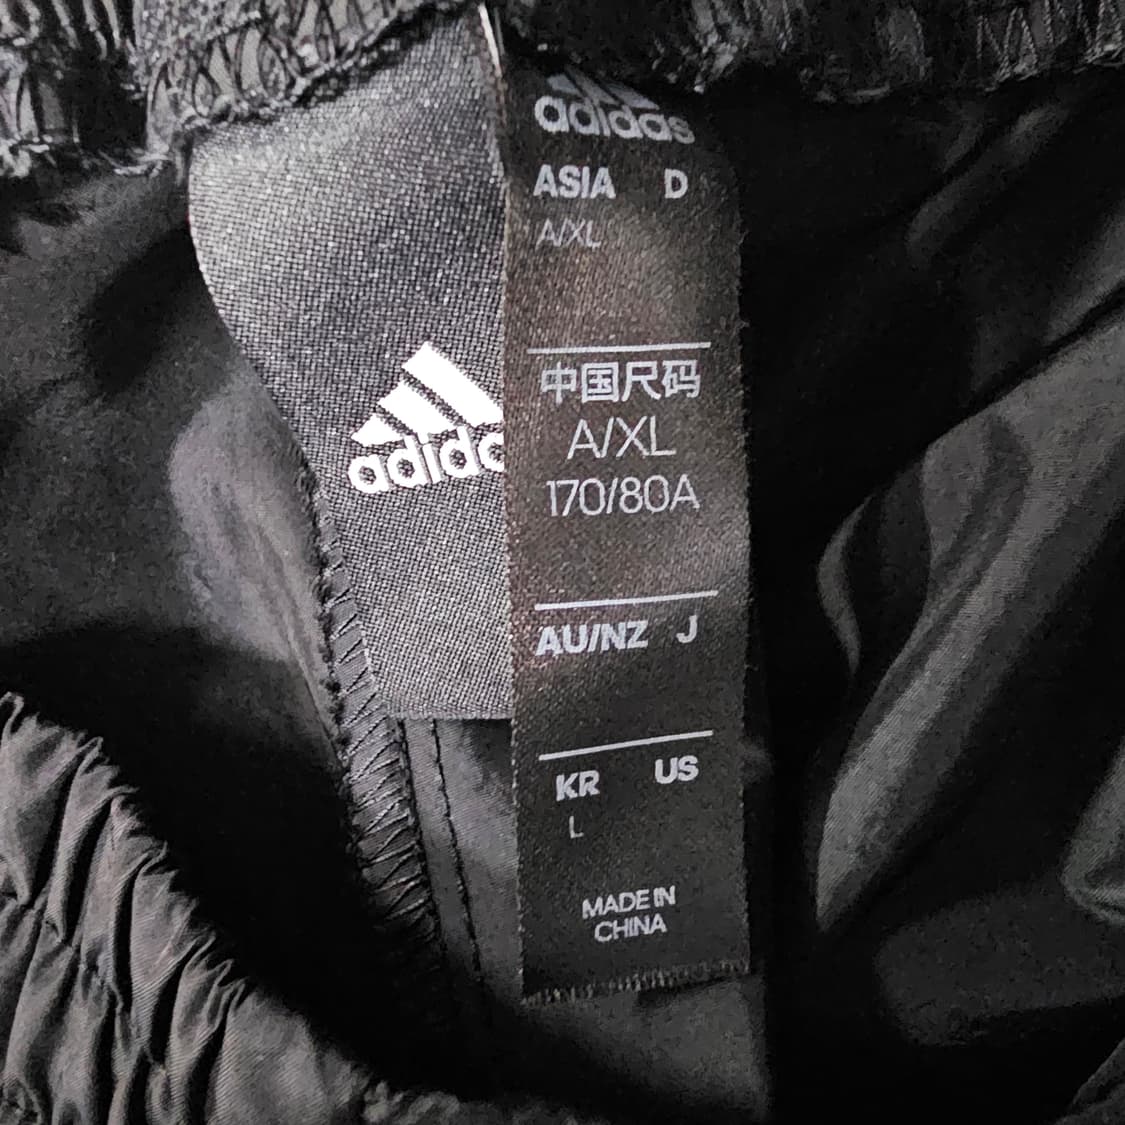 adidas
ASIA D
A/XL
中国尺码
A/XL
170/80A
AU/NZ J
KR US
L
MADE IN
CHINA
adidas